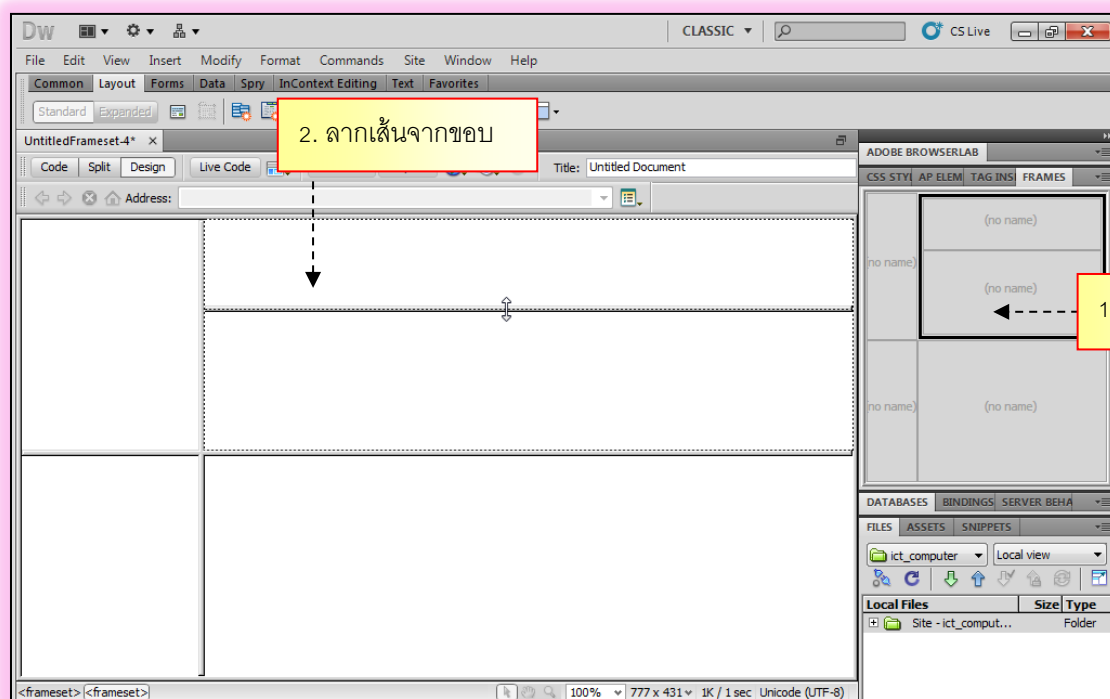 Dw CLASSIC CS Live
File Edit View Insert Modify Format Commands Site Window Help
Common Layout Forms Data Spry InContext Editing Text Favorites
Standard Expanded
2. ลากเส้นจากขอบ
UntitledFrameset-4* ×
Code Split Design Live Code Title: Untitled Document
Address:
ADOBE BROWSERLAB
CSS STYL AP ELEM TAG INS FRAMES
(no name)
(no name)
(no name)
1
(no name)
(no name)
DATABASES BINDINGS SERVER BEHA
FILES ASSETS SNIPPETS
ict_computer Local view
Local Files Size Type
Site - ict_comput... Folder
<frameset> <frameset> 100% 777 x 431 1K / 1 sec Unicode (UTF-8)